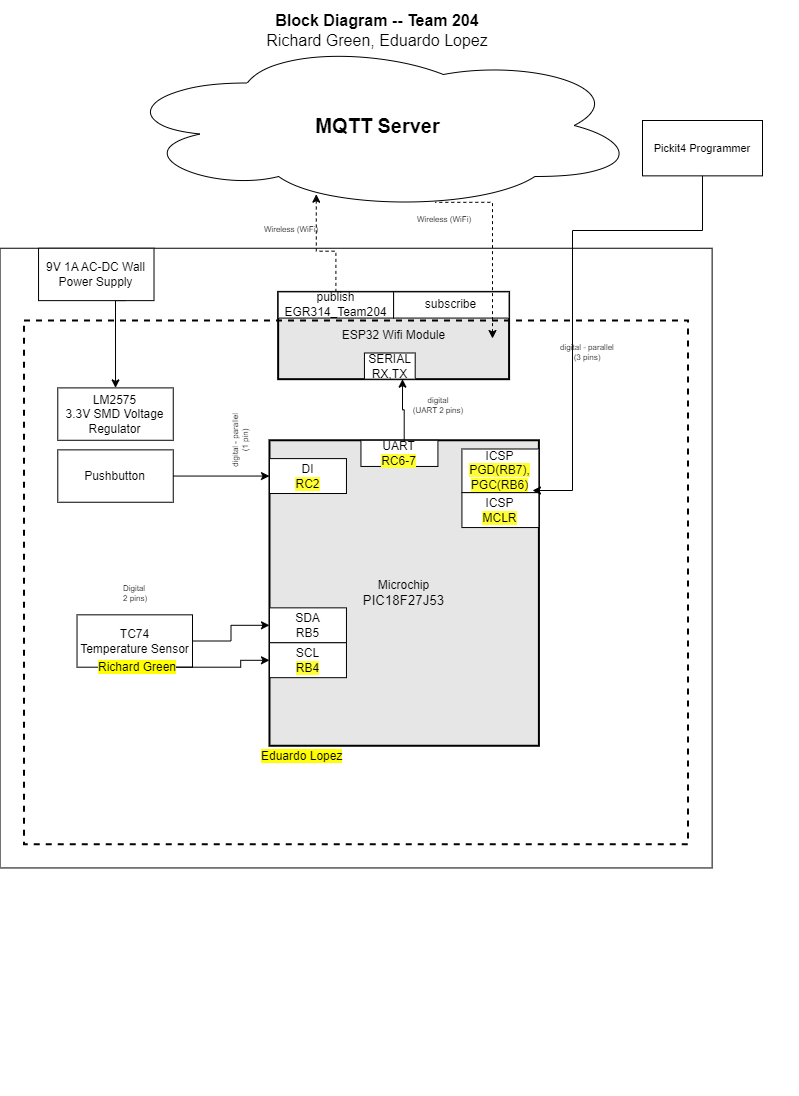 Block Diagram -- Team 204
Richard Green, Eduardo Lopez
MQTT Server
Pickit4 Programmer
Wireless (WiFi)
Wireless (WiFi)
9V 1A AC-DC Wall
Power Supply
publish
EGR314_Team204
subscribe
ESP32 Wifi Module
SERIAL
RX,TX
digital - parallel
(3 pins)
LM2575
3.3V SMD Voltage
Regulator
digital - parallel
(1 pin)
digital
(UART 2 pins)
Pushbutton
UART
RC6-7
DI
RC2
ICSP
PGD(RB7),
PGC(RB6)
ICSP
MCLR
Microchip
PIC18F27J53
Digital
2 pins)
TC74
Temperature Sensor
Richard Green
SDA
RB5
SCL
RB4
Eduardo Lopez